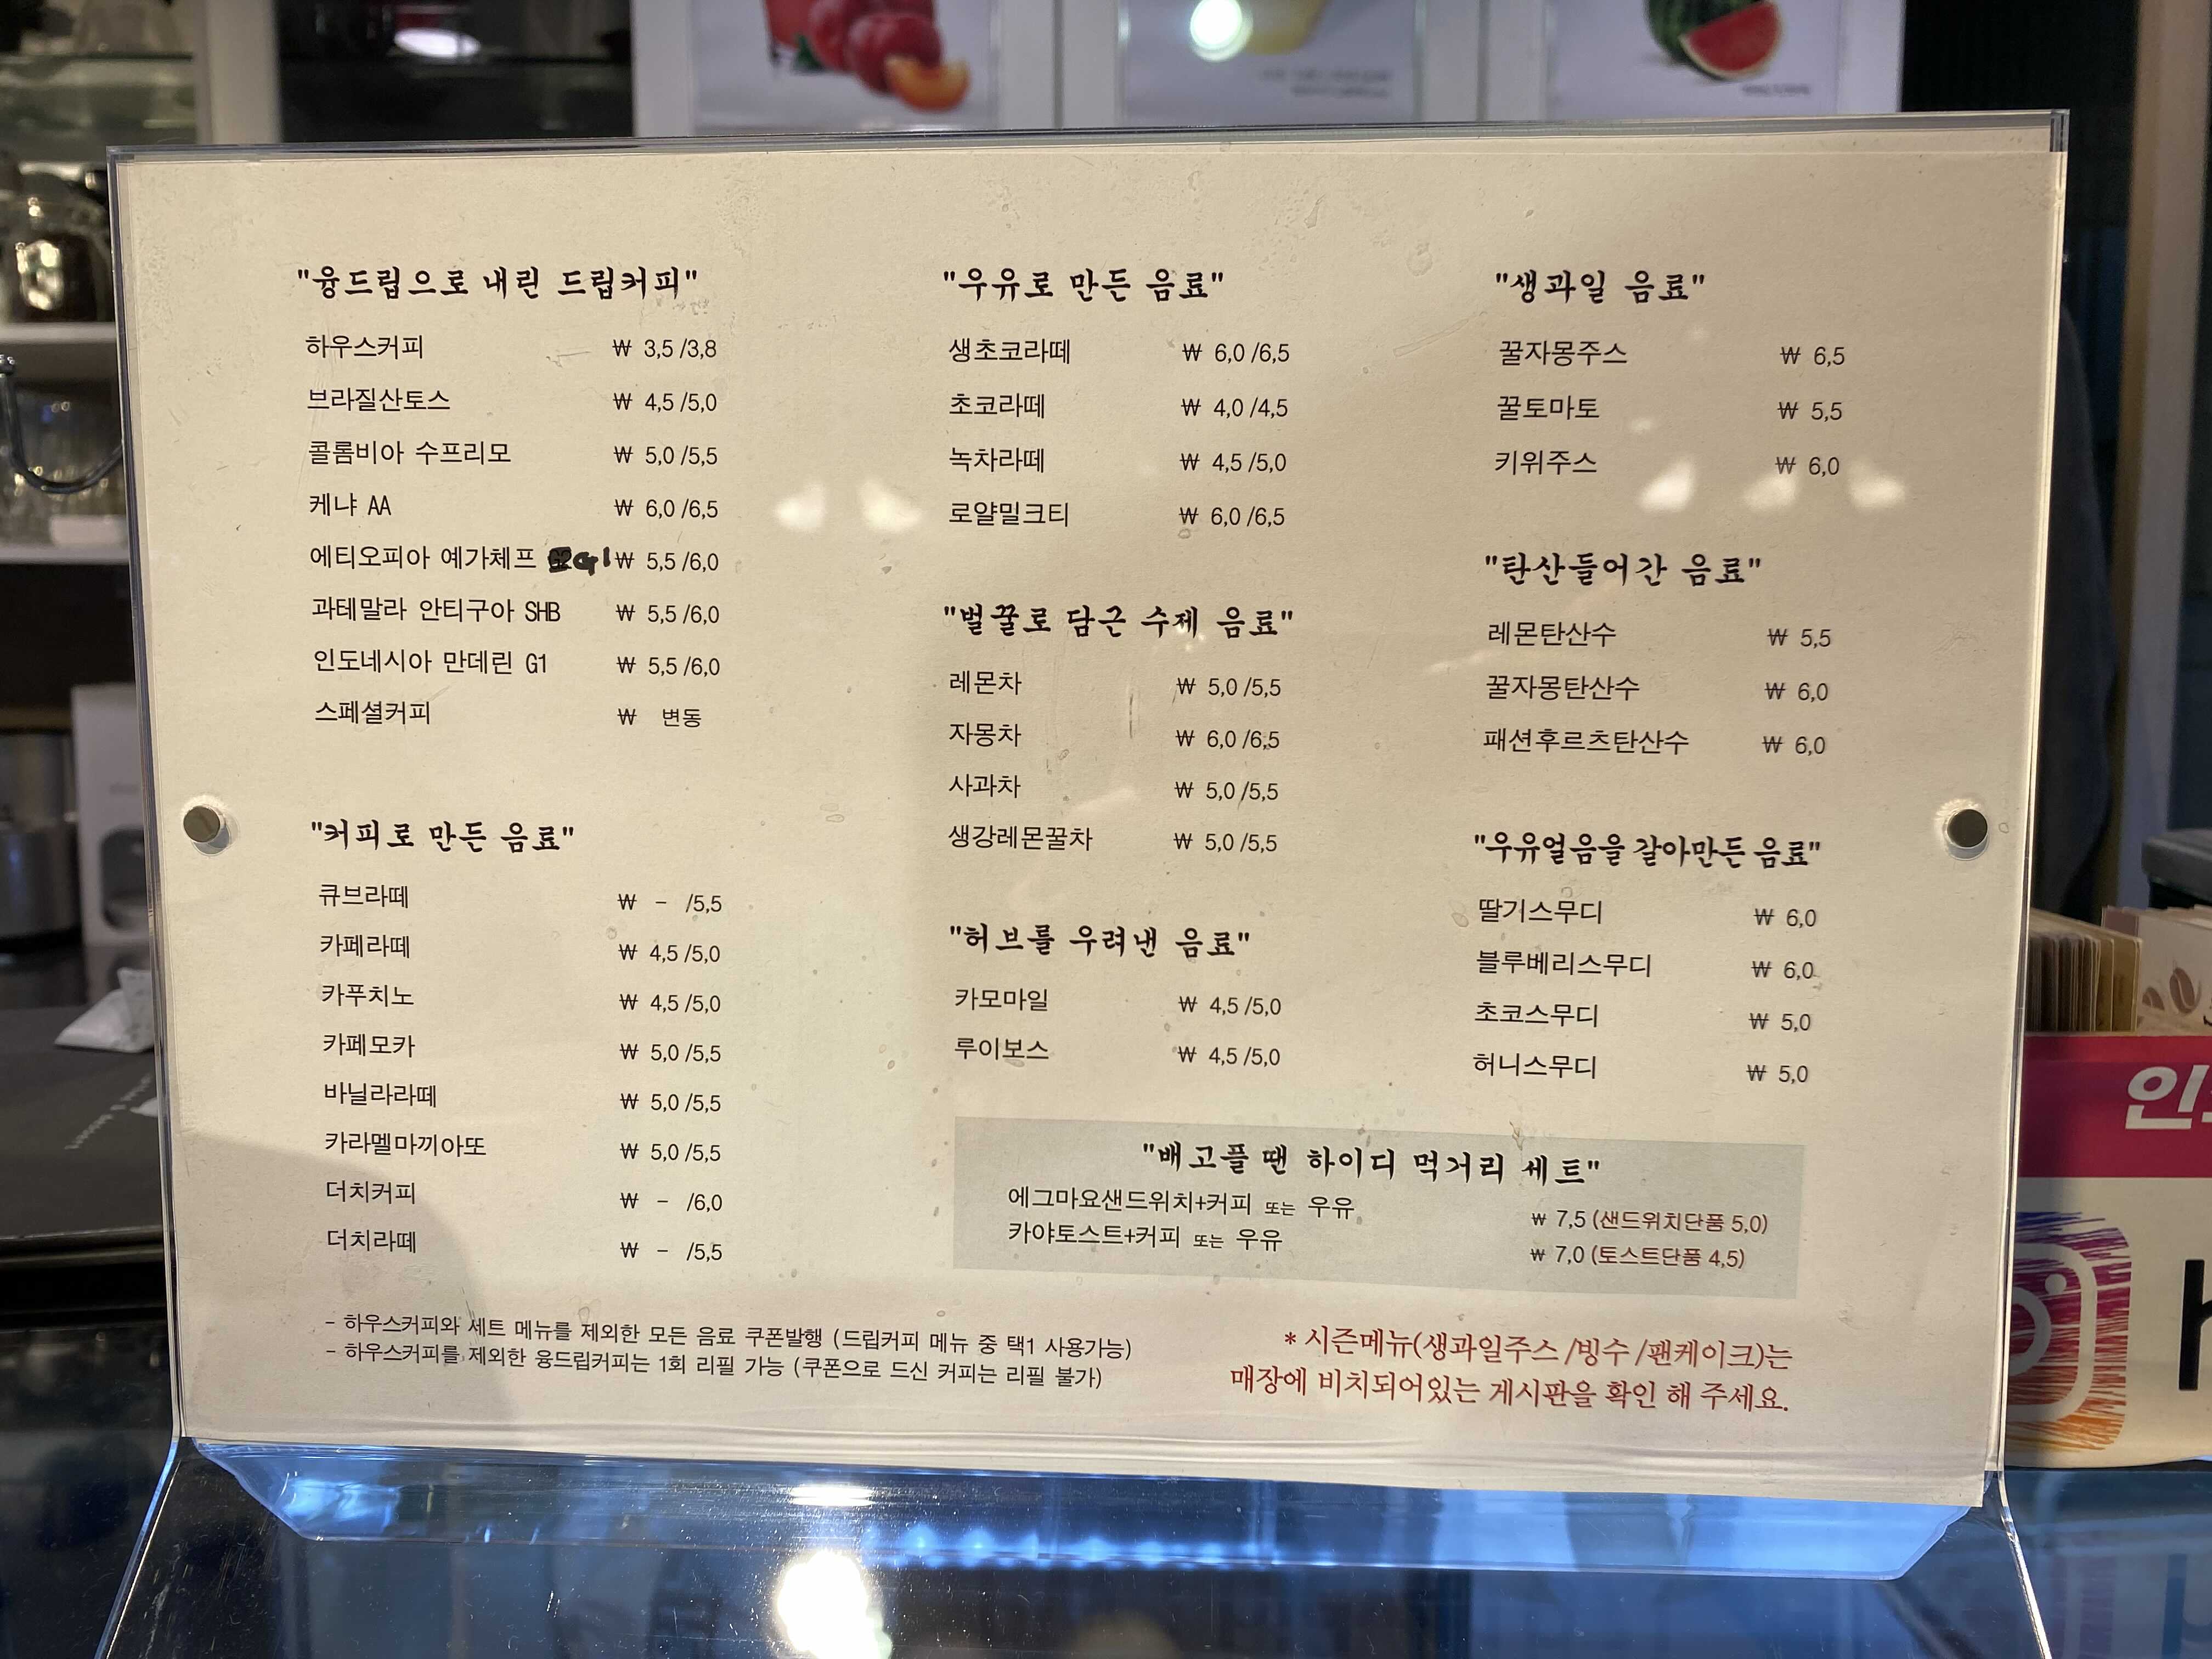 "융드립으로 내린 드립커피"
하우스커피 ₩ 3,5 /3,8
브라질산토스 ₩ 4,5 /5,0
콜롬비아 수프리모 ₩ 5,0 /5,5
케냐 AA ₩ 6,0 /6,5
에티오피아 예가체프 G1 ₩ 5,5 /6,0
과테말라 안티구아 SHB ₩ 5,5 /6,0
인도네시아 만데린 G1 ₩ 5,5 /6,0
스페셜커피 ₩ 변동
"커피로 만든 음료"
큐브라떼 ₩ - /5,5
카페라떼 ₩ 4,5 /5,0
카푸치노 ₩ 4,5 /5,0
카페모카 ₩ 5,0 /5,5
바닐라라떼 ₩ 5,0 /5,5
카라멜마끼아또 ₩ 5,0 /5,5
더치커피 ₩ - /6,0
더치라떼 ₩ - /5,5
"우유로 만든 음료"
생초코라떼 ₩ 6,0 /6,5
초코라떼 ₩ 4,0 /4,5
녹차라떼 ₩ 4,5 /5,0
로얄밀크티 ₩ 6,0 /6,5
"벌꿀로 담근 수제 음료"
레몬차 ₩ 5,0 /5,5
자몽차 ₩ 6,0 /6,5
사과차 ₩ 5,0 /5,5
생강레몬꿀차 ₩ 5,0 /5,5
"허브를 우려낸 음료"
카모마일 ₩ 4,5 /5,0
루이보스 ₩ 4,5 /5,0
"생과일 음료"
꿀자몽주스 ₩ 6,5
꿀토마토 ₩ 5,5
키위주스 ₩ 6,0
"탄산들어간 음료"
레몬탄산수 ₩ 5,5
꿀자몽탄산수 ₩ 6,0
패션후르츠탄산수 ₩ 6,0
"우유얼음을 갈아만든 음료"
딸기스무디 ₩ 6,0
블루베리스무디 ₩ 6,0
초코스무디 ₩ 5,0
허니스무디 ₩ 5,0
"배고플 땐 하이디 먹거리 세트"
에그마요샌드위치+커피 또는 우유 ₩ 7,5 (샌드위치단품 5,0)
카야토스트+커피 또는 우유 ₩ 7,0 (토스트단품 4,5)
- 하우스커피와 세트 메뉴를 제외한 모든 음료 쿠폰발행 (드립커피 메뉴 중 택1 사용가능)
- 하우스커피를 제외한 융드립커피는 1회 리필 가능 (쿠폰으로 드신 커피는 리필 불가)
* 시즌메뉴(생과일주스 /빙수 /팬케이크)는
매장에 비치되어있는 게시판을 확인 해 주세요.
인
h